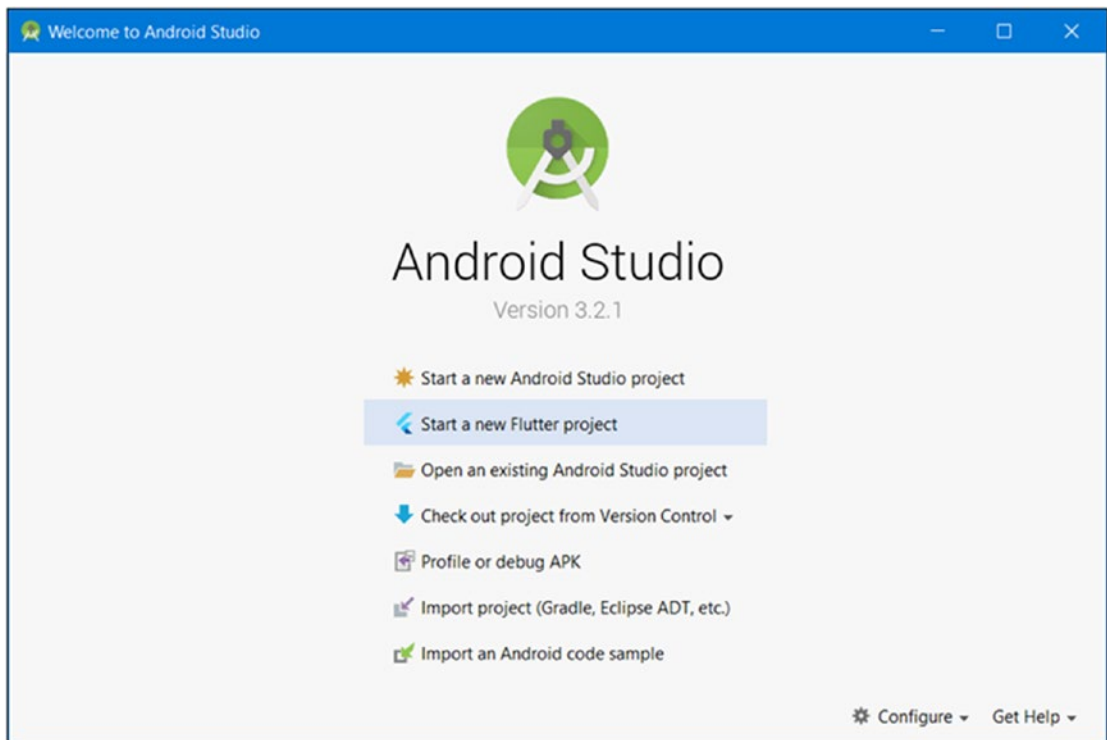 Welcome to Android Studio
Android Studio
Version 3.2.1
Start a new Android Studio project
Start a new Flutter project
Open an existing Android Studio project
Check out project from Version Control
Profile or debug APK
Import project (Gradle, Eclipse ADT, etc.)
Import an Android code sample
Configure Get Help